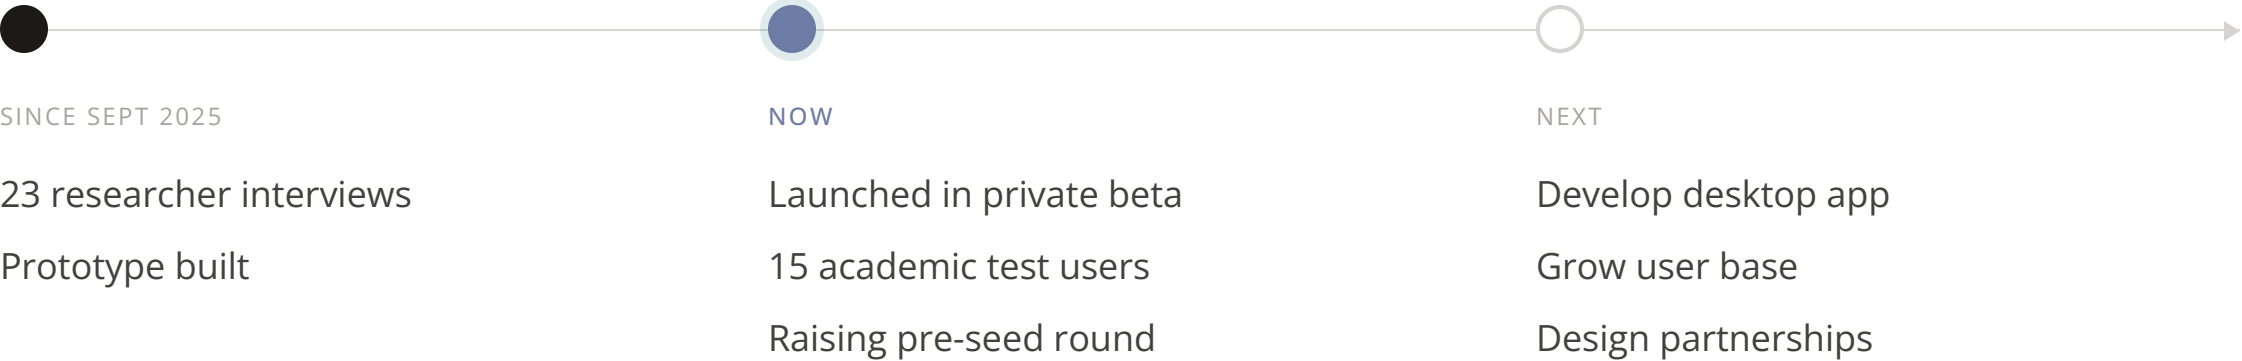 SINCE SEPT 2025
23 researcher interviews
Prototype built
NOW
Launched in private beta
15 academic test users
Raising pre-seed round
NEXT
Develop desktop app
Grow user base
Design partnerships